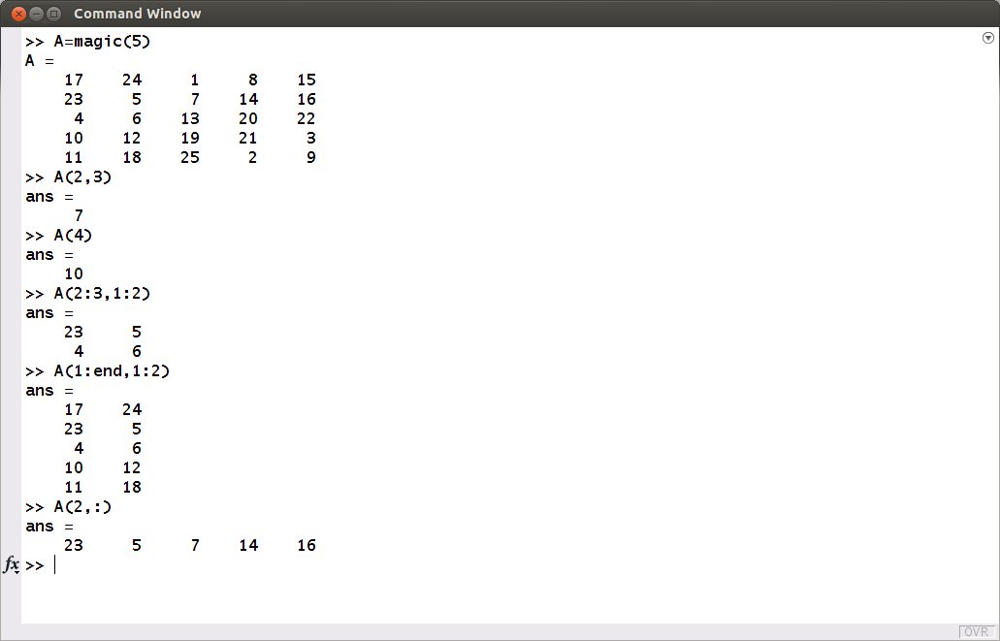 Command Window
>> A=magic(5)
A =
    17    24     1     8    15
    23     5     7    14    16
     4     6    13    20    22
    10    12    19    21     3
    11    18    25     2     9
>> A(2,3)
ans =
     7
>> A(4)
ans =
    10
>> A(2:3,1:2)
ans =
    23     5
     4     6
>> A(1:end,1:2)
ans =
    17    24
    23     5
     4     6
    10    12
    11    18
>> A(2,:)
ans =
    23     5     7    14    16
fx >>
OVR